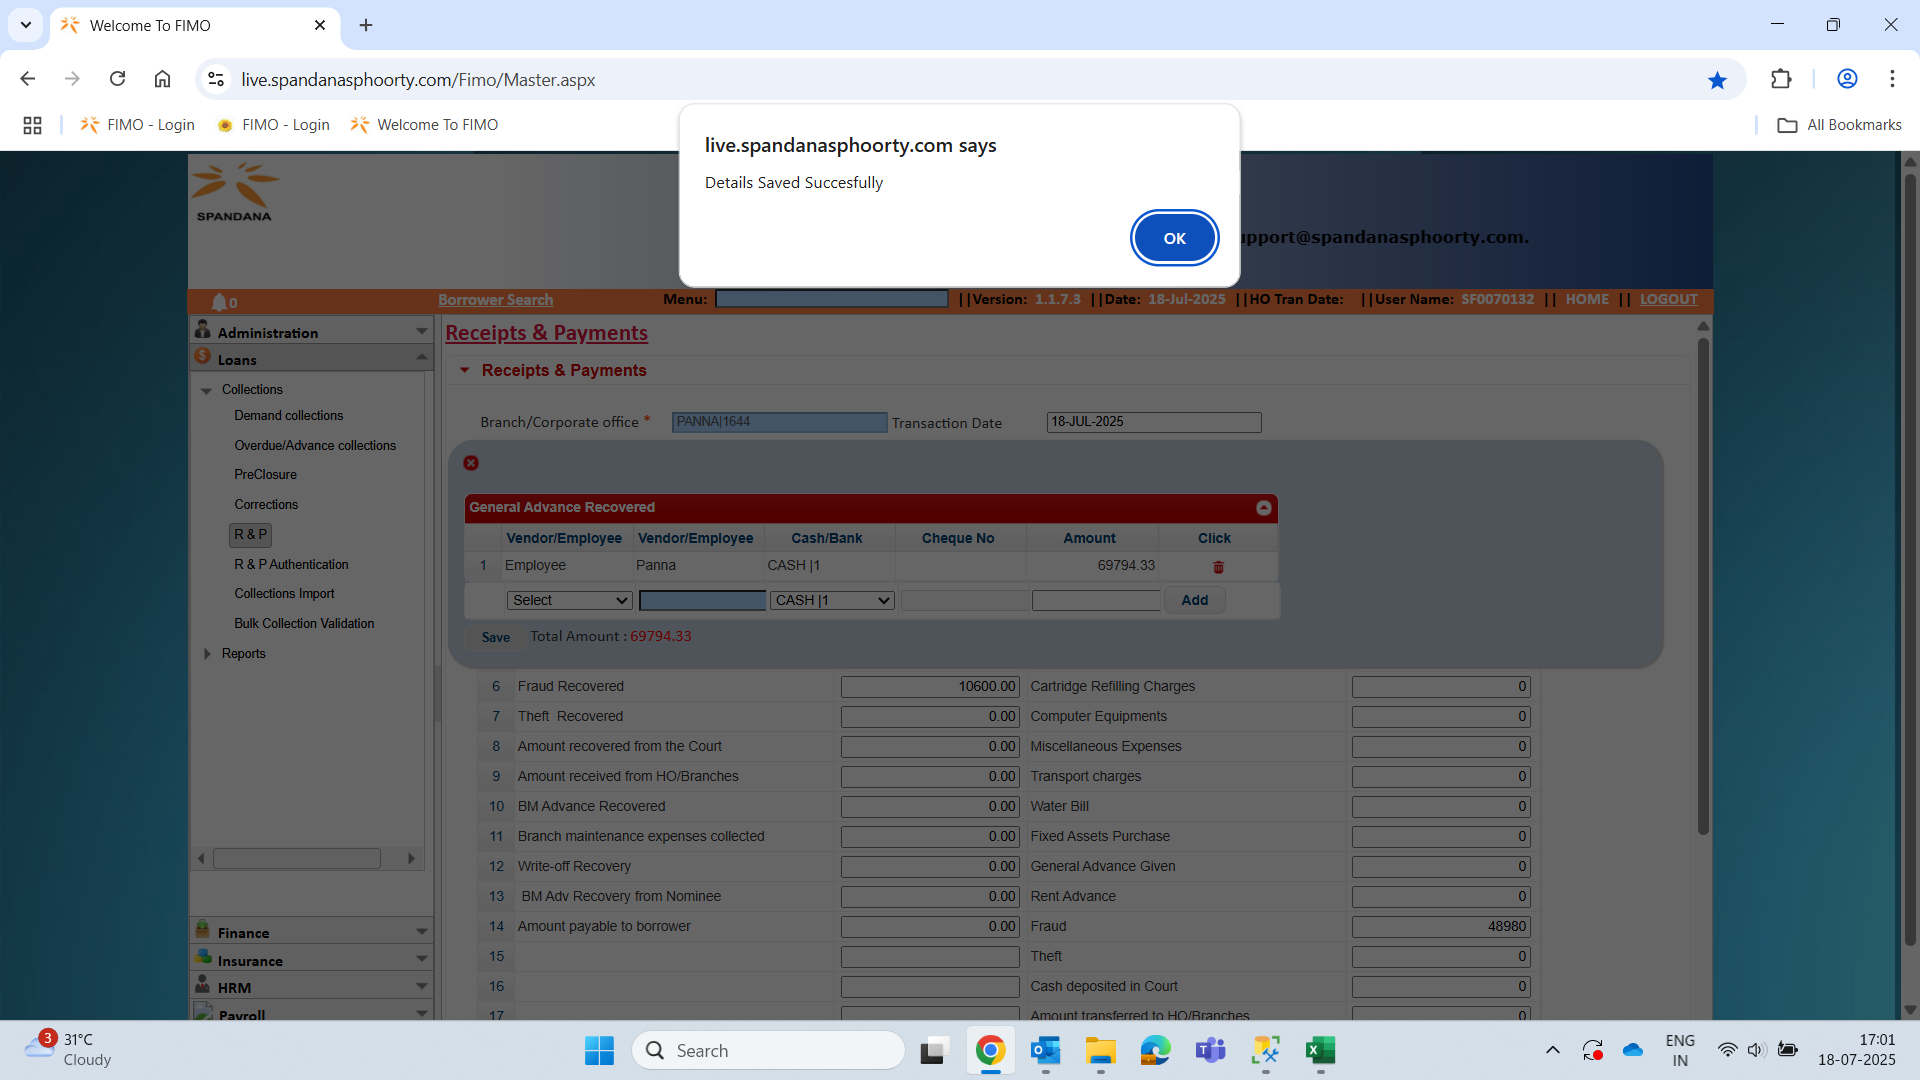 Welcome To FIMO
live.spandanasphoorty.com/Fimo/Master.aspx
FIMO - Login
FIMO - Login
Welcome To FIMO
All Bookmarks
live.spandanasphoorty.com says
Details Saved Succesfully
OK
SPANDANA
upport@spandanasphoorty.com.
0
Borrower Search
Menu:
||Version: 1.1.7.3 ||Date: 18-Jul-2025 ||HO Tran Date: ||User Name: SF0070132 || HOME || LOGOUT
Administration
Loans
Collections
Demand collections
Overdue/Advance collections
PreClosure
Corrections
R & P
R & P Authentication
Collections Import
Bulk Collection Validation
Reports
Finance
Insurance
HRM
Payroll
Receipts & Payments
Receipts & Payments
Branch/Corporate office * PANNA|1644 Transaction Date 18-JUL-2025
General Advance Recovered
Vendor/Employee Vendor/Employee Cash/Bank Cheque No Amount Click
1 Employee Panna CASH |1 69794.33
Select CASH |1 Add
Save Total Amount : 69794.33
6 Fraud Recovered 10600.00 Cartridge Refilling Charges 0
7 Theft Recovered 0.00 Computer Equipments 0
8 Amount recovered from the Court 0.00 Miscellaneous Expenses 0
9 Amount received from HO/Branches 0.00 Transport charges 0
10 BM Advance Recovered 0.00 Water Bill 0
11 Branch maintenance expenses collected 0.00 Fixed Assets Purchase 0
12 Write-off Recovery 0.00 General Advance Given 0
13 BM Adv Recovery from Nominee 0.00 Rent Advance 0
14 Amount payable to borrower 0.00 Fraud 48980
15 Theft 0
16 Cash deposited in Court 0
17 Amount transferred to HO/Branches 0
3
31°C
Cloudy
Search
ENG
IN
17:01
18-07-2025